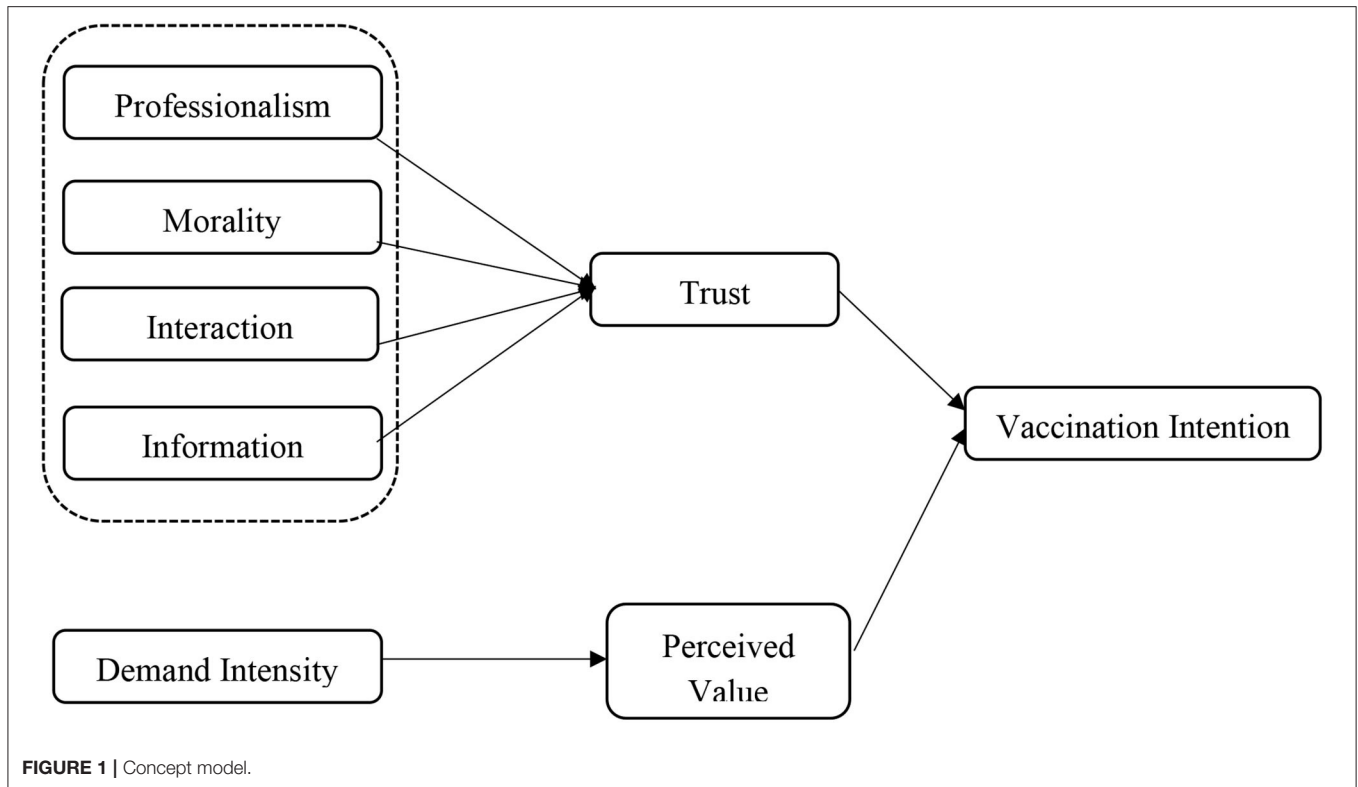 Professionalism
Morality
Interaction
Information
Trust
Vaccination Intention
Demand Intensity
Perceived
Value
FIGURE 1 | Concept model.